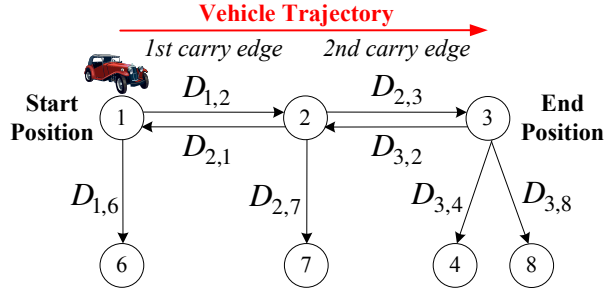 Vehicle Trajectory
1st carry edge 2nd carry edge
D1,2 D2,3
Start Position 1 2 3 End Position
D2,1 D3,2
D1,6 D2,7 D3,4 D3,8
6 7 4 8